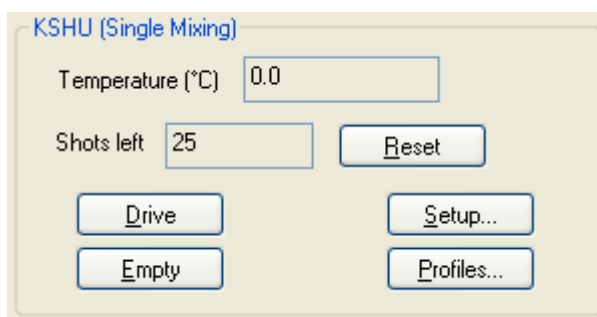 KSHU (Single Mixing)
Temperature (°C) 0.0
Shots left 25 Reset
Drive Setup...
Empty Profiles...